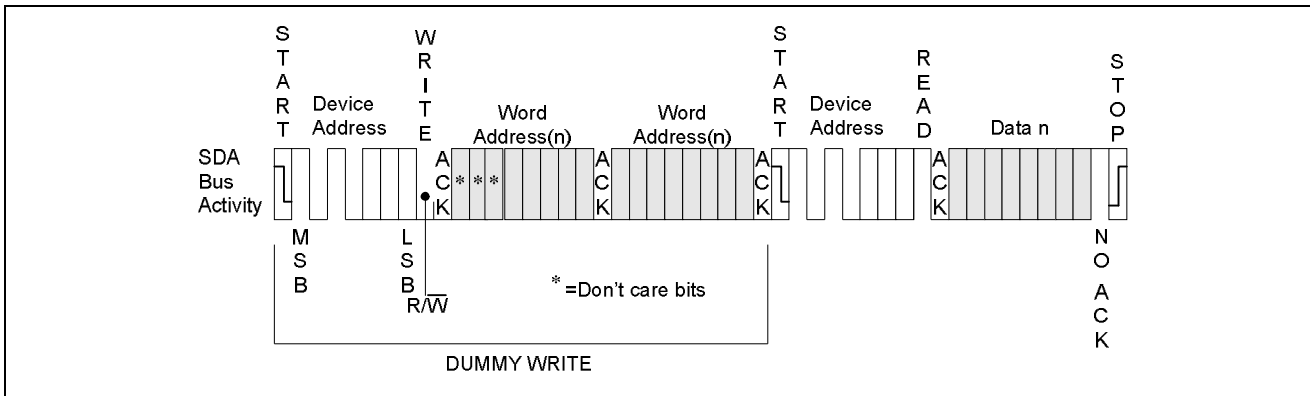 START
WRITE
START
READ
STOP
Device
Address
Word
Address(n)
Word
Address(n)
Device
Address
Data n
SDA
Bus
Activity
ACK
* * *
ACK
ACK
ACK
MSB
LSB
R/W̅
* =Don't care bits
NO ACK
DUMMY WRITE